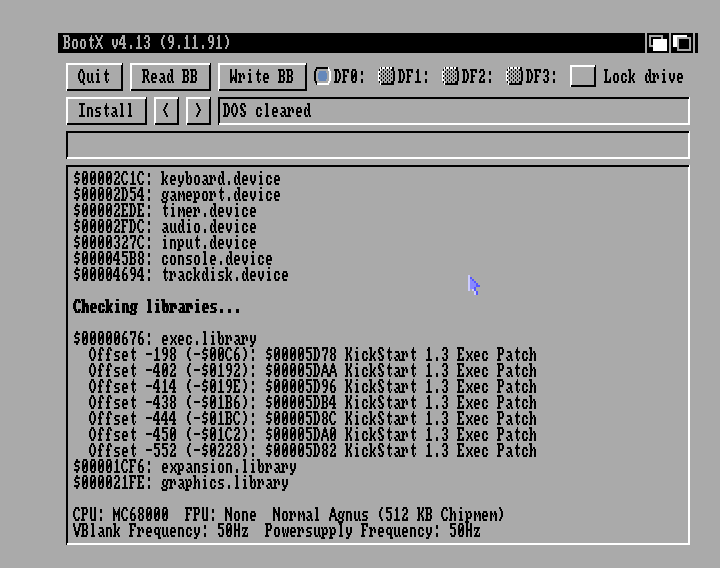 BootX v4.13 (9.11.91)
Quit Read BB Write BB DF0: DF1: DF2: DF3: Lock drive
Install < > DOS cleared
$00002C1C: keyboard.device
$00002D54: gameport.device
$00002EDE: timer.device
$00002FDC: audio.device
$0000327C: input.device
$000045B8: console.device
$00004694: trackdisk.device
Checking libraries...
$00000676: exec.library
Offset -198 (-$00C6): $00005D78 KickStart 1.3 Exec Patch
Offset -402 (-$0192): $00005DAA KickStart 1.3 Exec Patch
Offset -414 (-$019E): $00005D96 KickStart 1.3 Exec Patch
Offset -438 (-$01B6): $00005DB4 KickStart 1.3 Exec Patch
Offset -444 (-$01BC): $00005D8C KickStart 1.3 Exec Patch
Offset -450 (-$01C2): $00005DA0 KickStart 1.3 Exec Patch
Offset -552 (-$0228): $00005D82 KickStart 1.3 Exec Patch
$00001CF6: expansion.library
$000021FE: graphics.library
CPU: MC68000 FPU: None Normal Agnus (512 KB Chipmem)
VBlank Frequency: 50Hz Powersupply Frequency: 50Hz